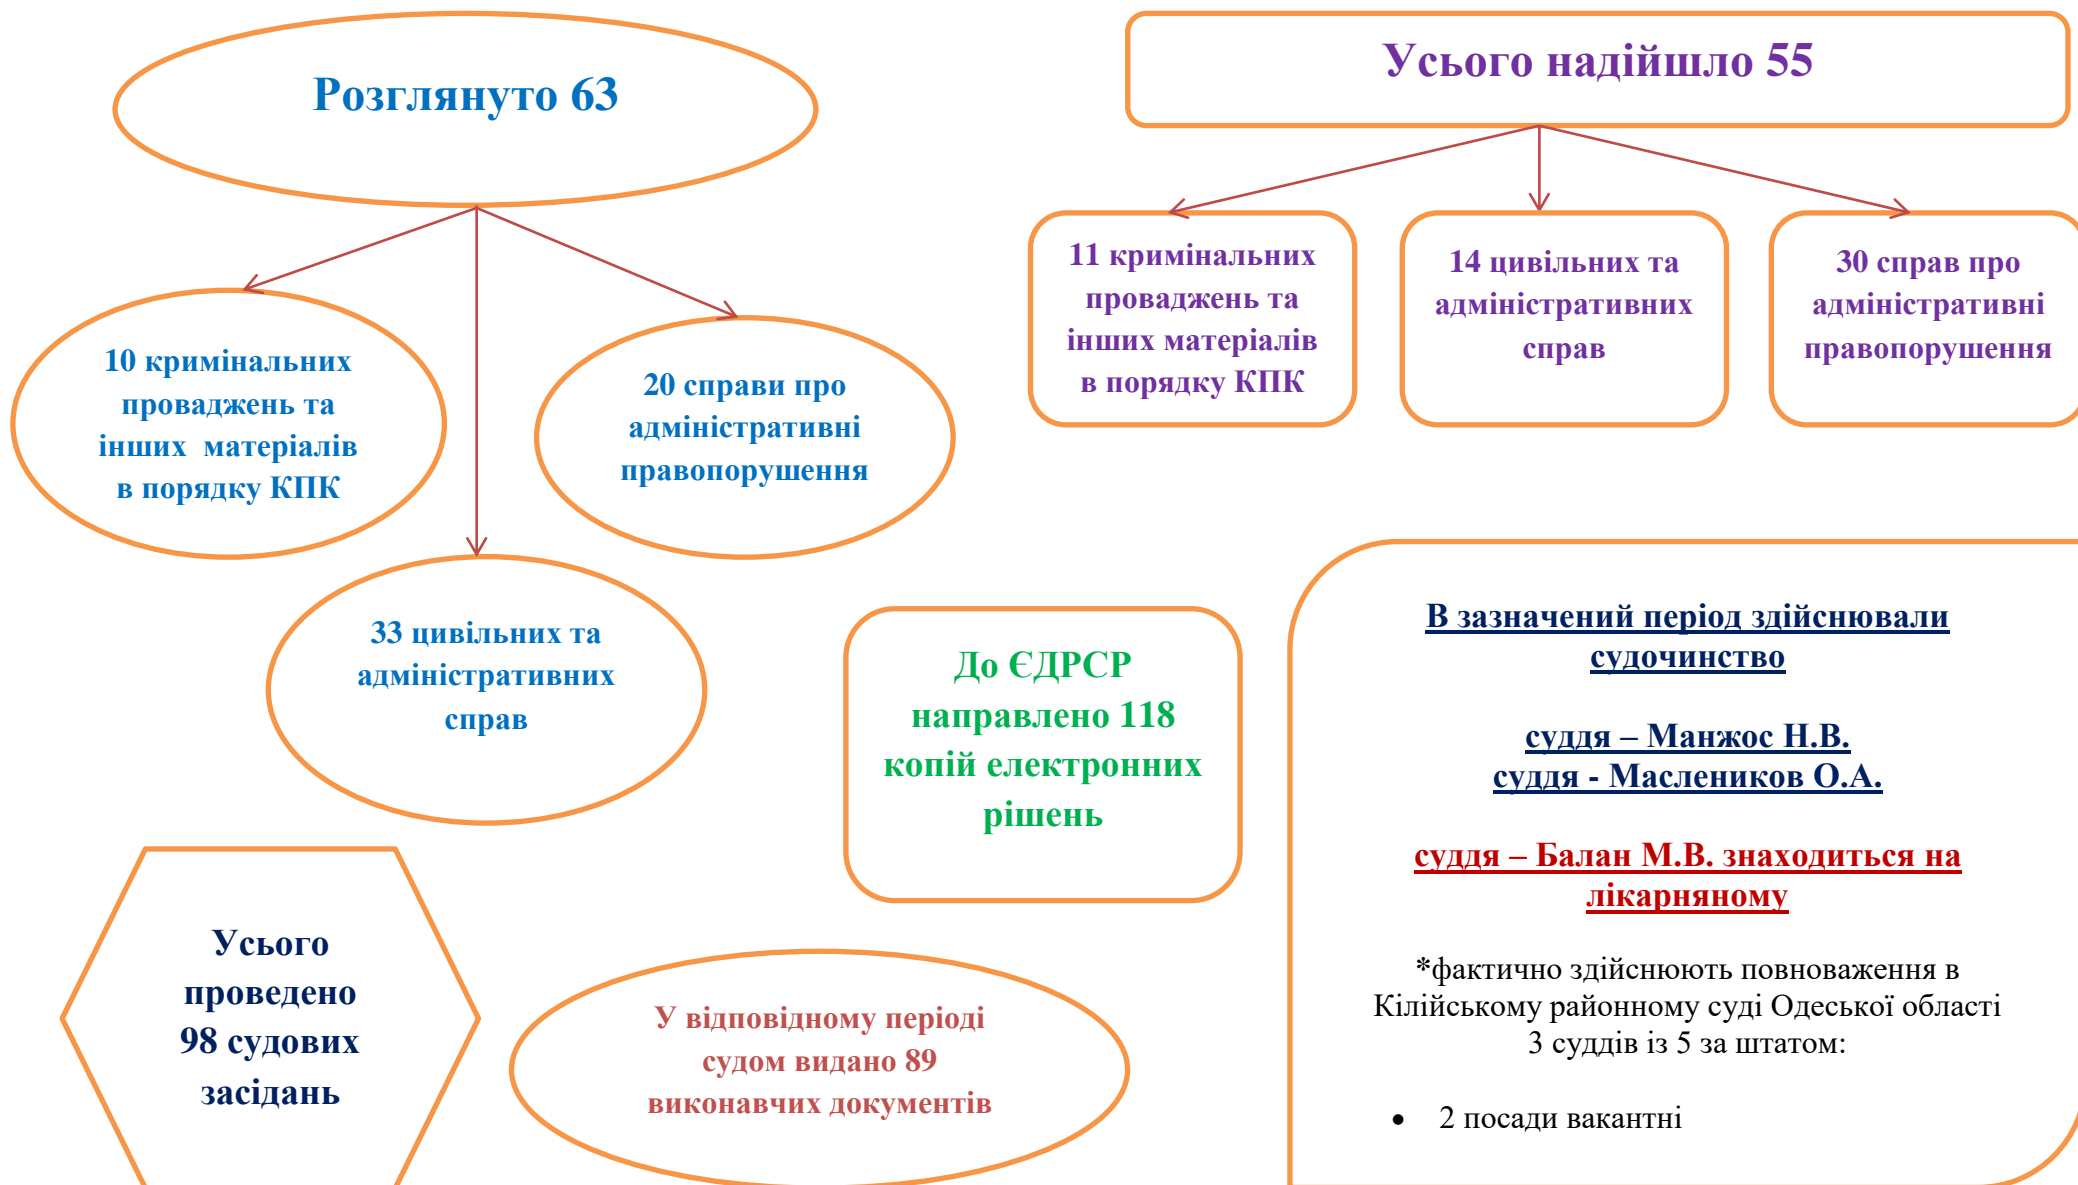 Розглянуто 63
Усього надійшло 55
10 кримінальних
проваджень та
інших  матеріалів
в порядку КПК
20 справи про
адміністративні
правопорушення
33 цивільних та
адміністративних
справ
11 кримінальних
проваджень та
інших матеріалів
в порядку КПК
14 цивільних та
адміністративних
справ
30 справ про
адміністративні
правопорушення
До ЄДРСР
направлено 118
копій електронних
рішень
В зазначений період здійснювали
судочинство
суддя – Манжос Н.В.
суддя - Маслеников О.А.
суддя – Балан М.В. знаходиться на
лікарняному
*фактично здійснюють повноваження в
Кілійському районному суді Одеської області
3 суддів із 5 за штатом:
• 2 посади вакантні
Усього
проведено
98 судових
засідань
У відповідному періоді
судом видано 89
виконавчих документів